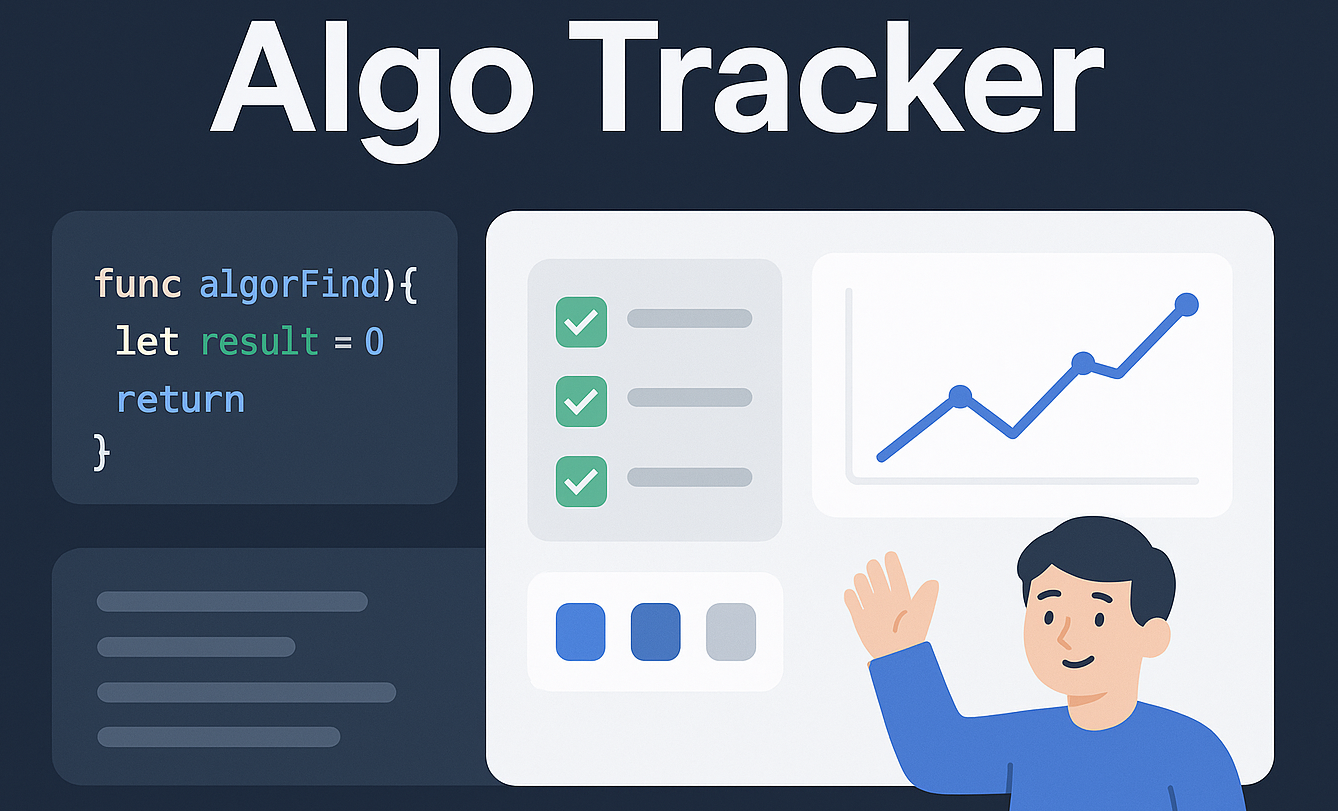 Algo Tracker
func algorFind){
let result = 0
return
}